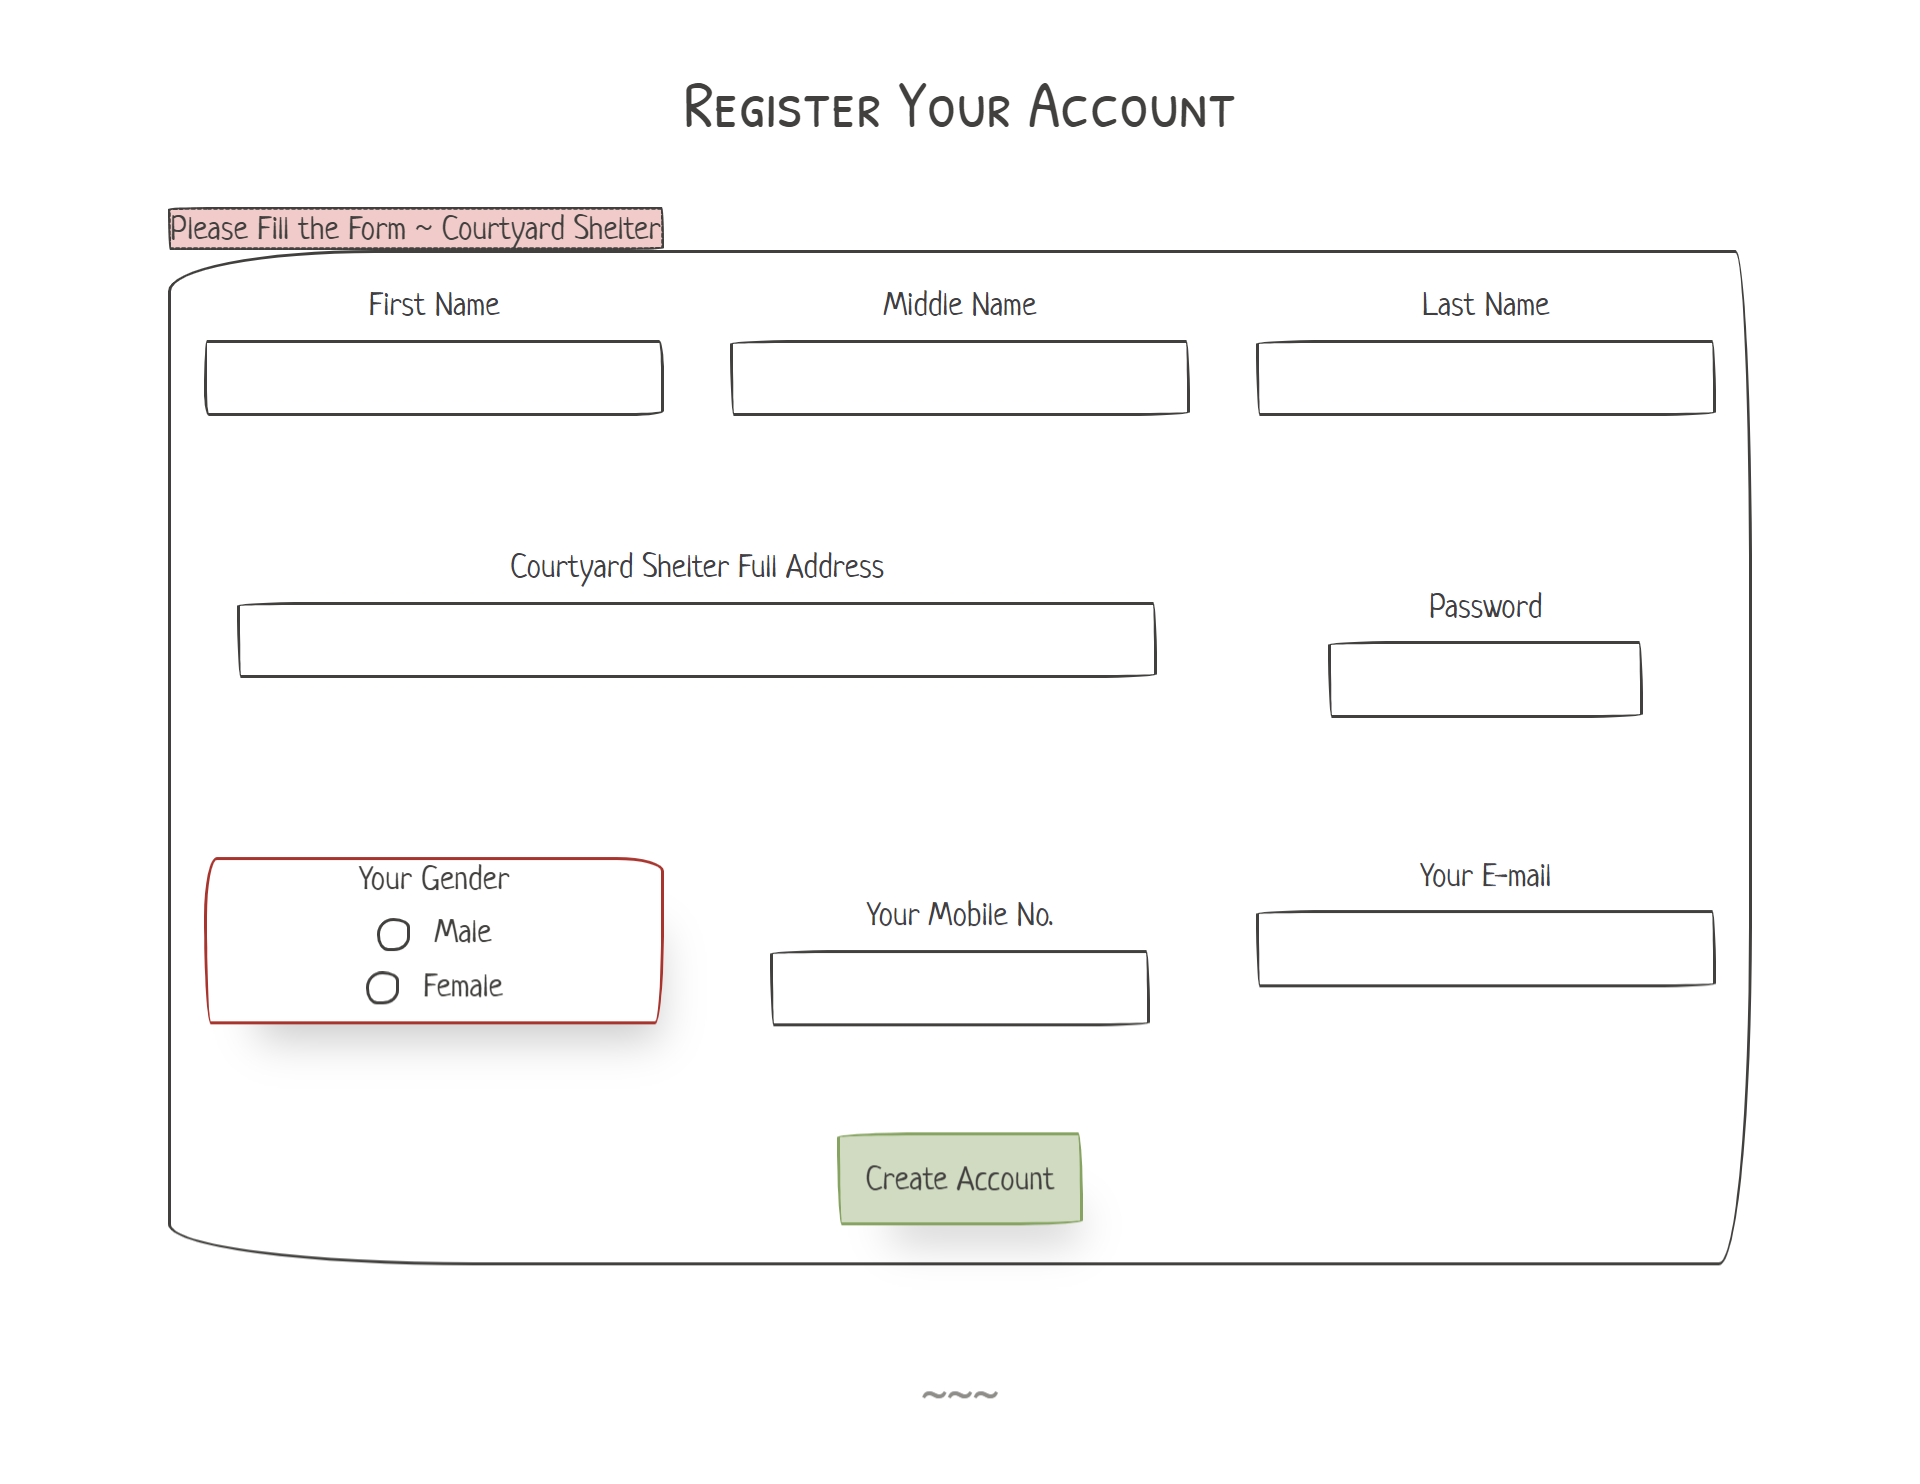 Register Your Account
Please Fill the Form ~ Courtyard Shelter
First Name
Middle Name
Last Name
Courtyard Shelter Full Address
Password
Your Gender
Male
Female
Your Mobile No.
Your E-mail
Create Account
~~~